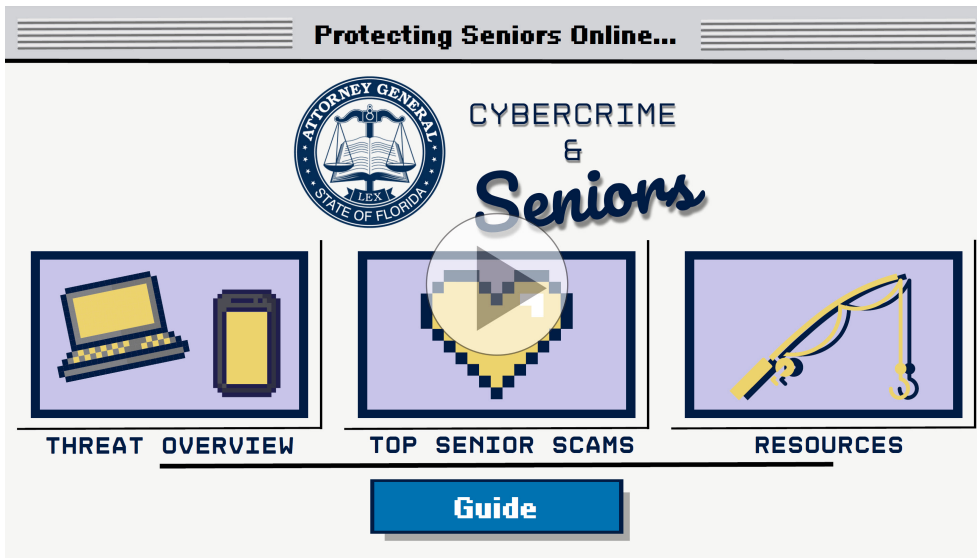 Protecting Seniors Online...
ATTORNEY GENERAL
LEX
STATE OF FLORIDA
CYBERCRIME
&
Seniors
THREAT OVERVIEW
TOP SENIOR SCAMS
RESOURCES
Guide